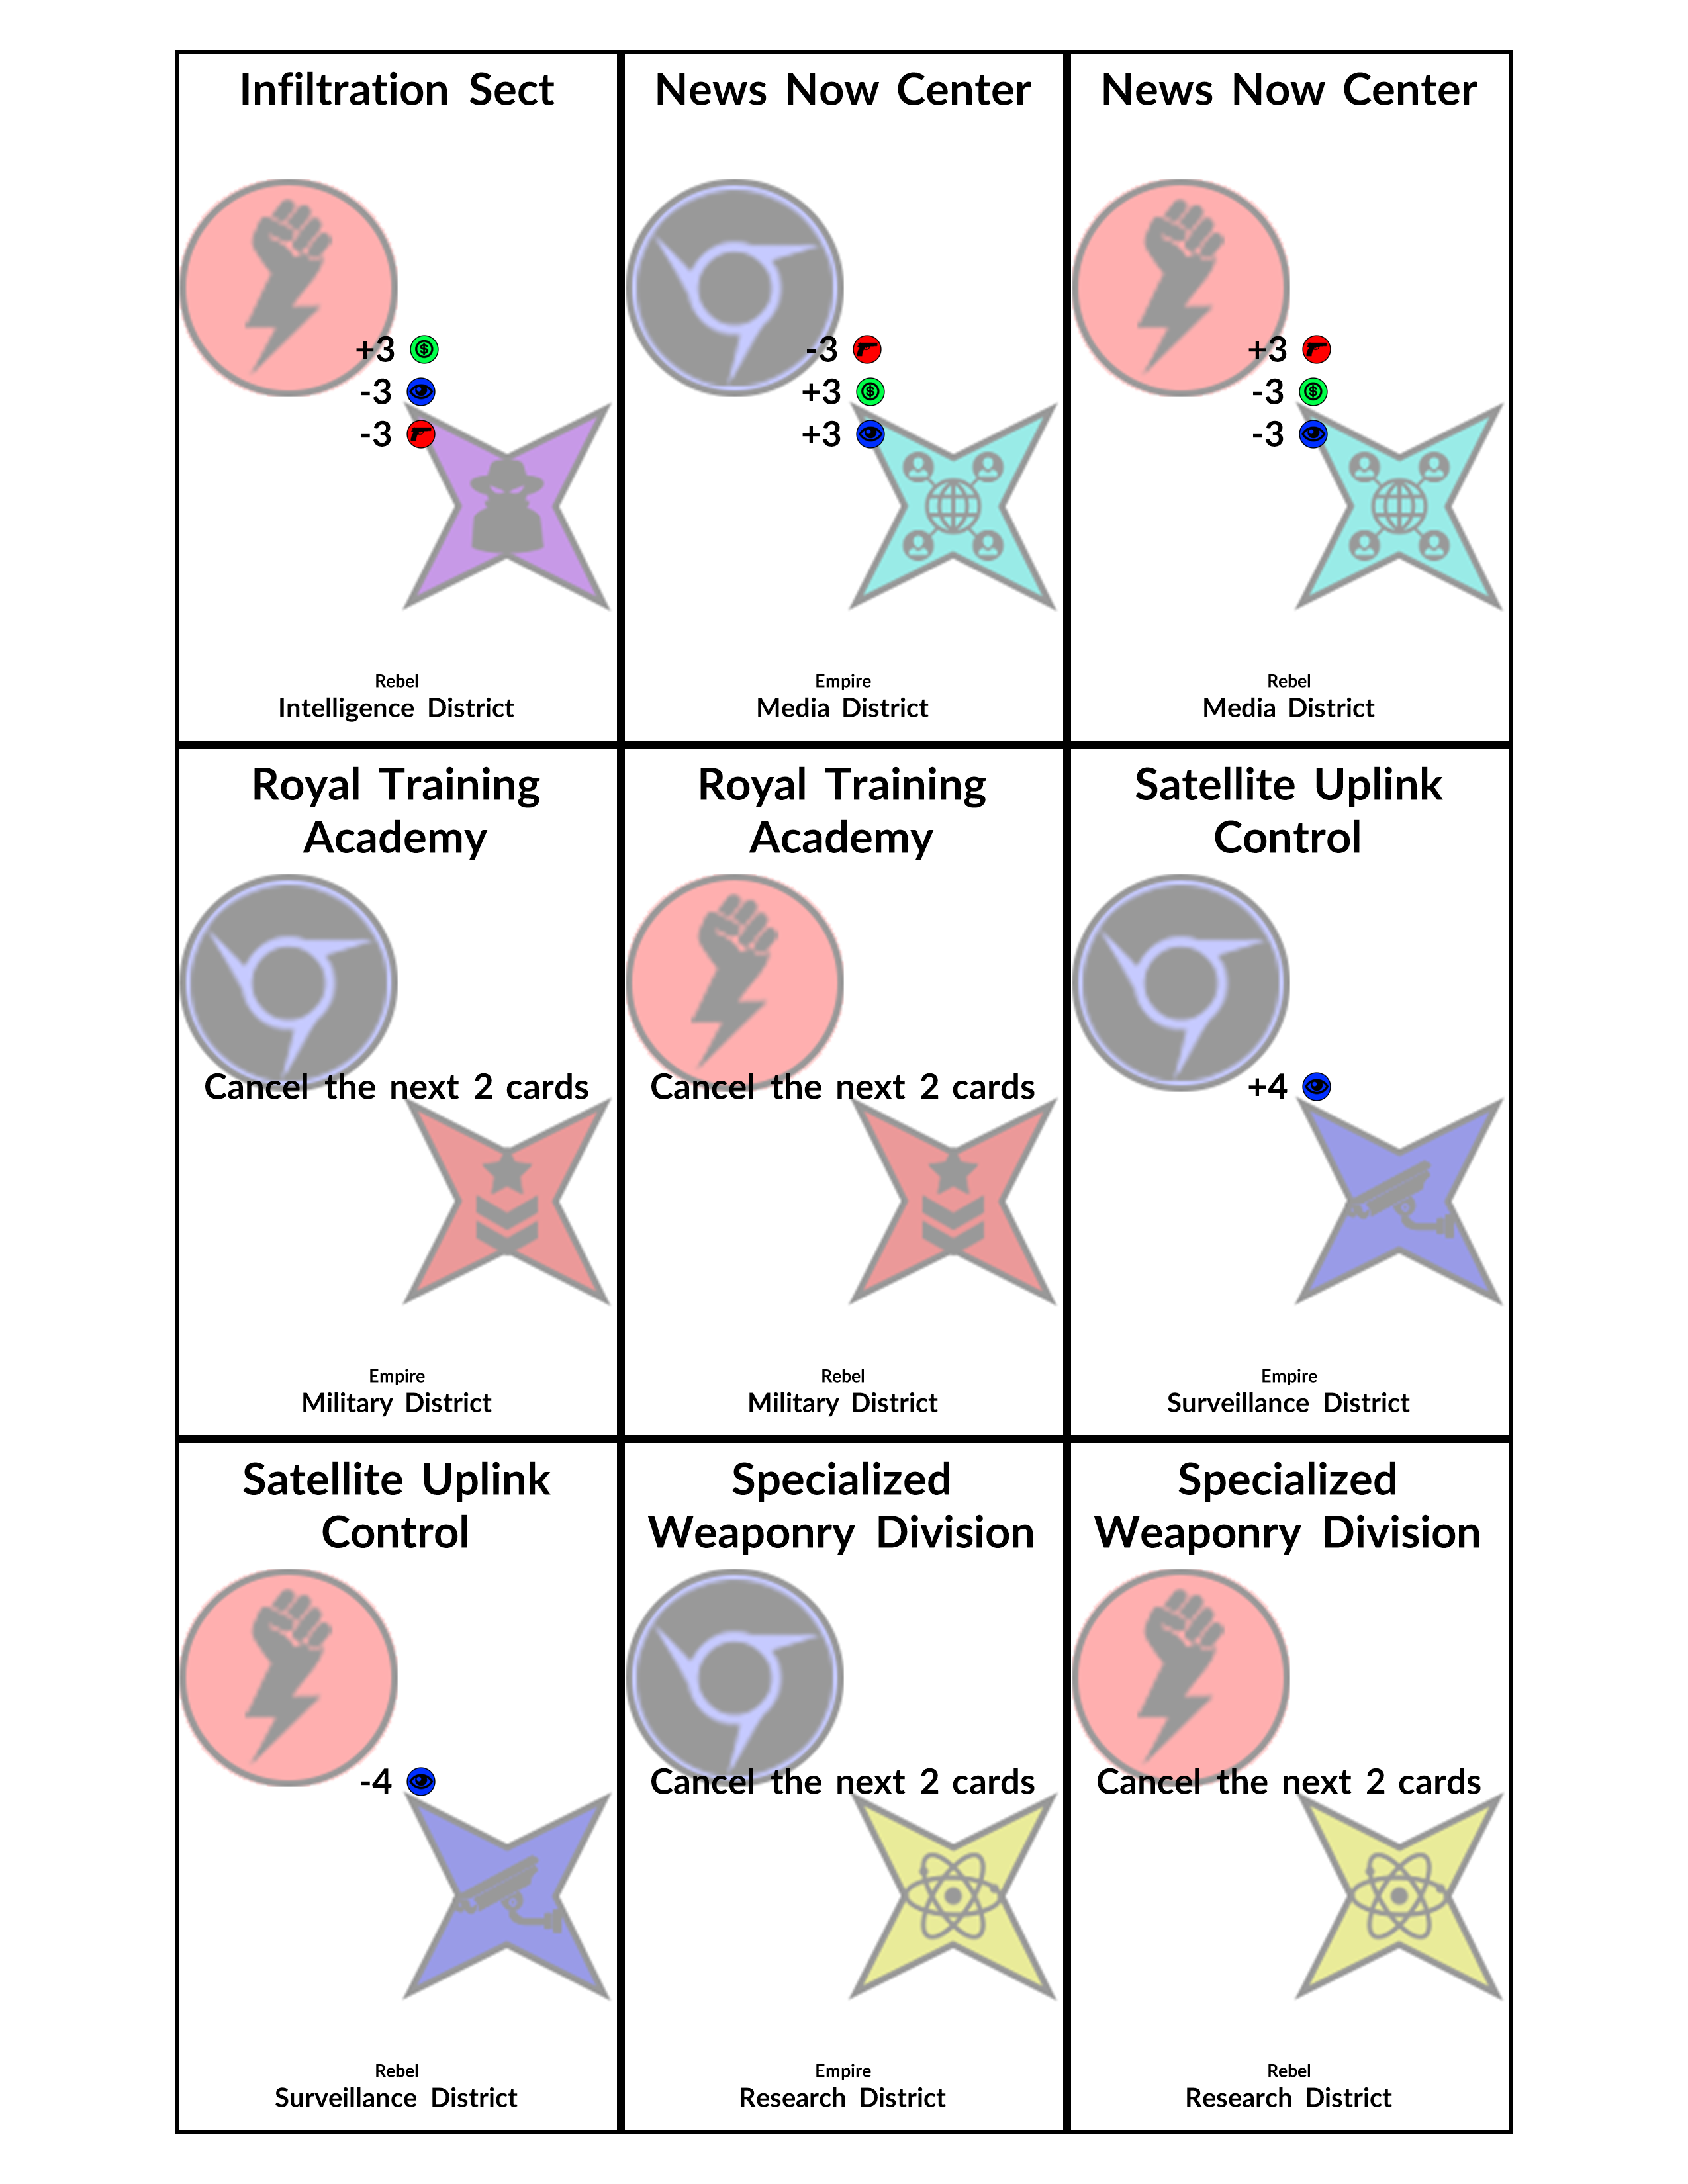 Infiltration Sect
+3
-3
-3
Rebel
Intelligence District
News Now Center
-3
+3
+3
Empire
Media District
News Now Center
+3
-3
-3
Rebel
Media District
Royal Training
Academy
Cancel the next 2 cards
Empire
Military District
Royal Training
Academy
Cancel the next 2 cards
Rebel
Military District
Satellite Uplink
Control
+4
Empire
Surveillance District
Satellite Uplink
Control
-4
Rebel
Surveillance District
Specialized
Weaponry Division
Cancel the next 2 cards
Empire
Research District
Specialized
Weaponry Division
Cancel the next 2 cards
Rebel
Research District